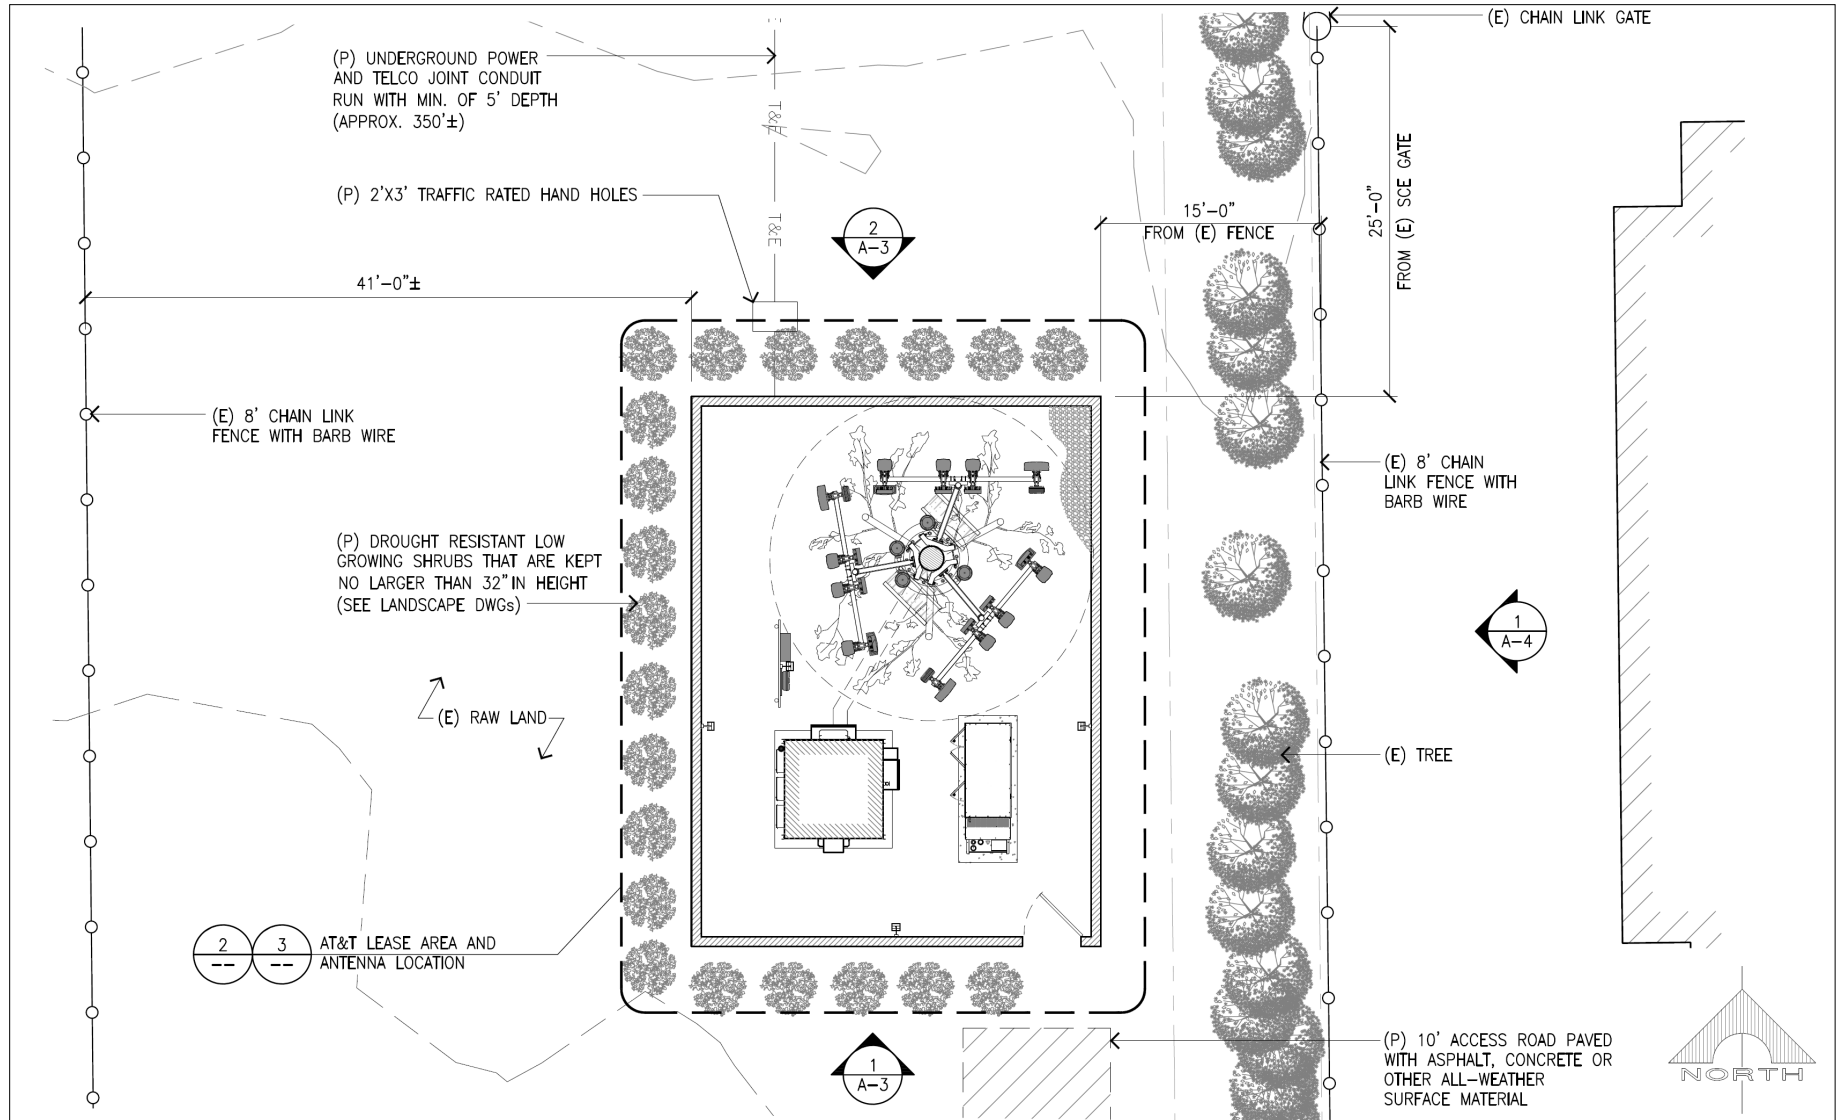 (E) CHAIN LINK GATE
(P) UNDERGROUND POWER
AND TELCO JOINT CONDUIT
RUN WITH MIN. OF 5' DEPTH
(APPROX. 350'±)
T&E
(P) 2'X3' TRAFFIC RATED HAND HOLES
T&E
2
A-3
15'-0"
FROM (E) FENCE
25'-0"
FROM (E) SCE GATE
41'-0"±
(E) 8' CHAIN LINK
FENCE WITH BARB WIRE
(E) 8' CHAIN
LINK FENCE WITH
BARB WIRE
(P) DROUGHT RESISTANT LOW
GROWING SHRUBS THAT ARE KEPT
NO LARGER THAN 32" IN HEIGHT
(SEE LANDSCAPE DWGs)
1
A-4
(E) RAW LAND
(E) TREE
2
--
3
--
AT&T LEASE AREA AND
ANTENNA LOCATION
1
A-3
(P) 10' ACCESS ROAD PAVED
WITH ASPHALT, CONCRETE OR
OTHER ALL-WEATHER
SURFACE MATERIAL
NORTH